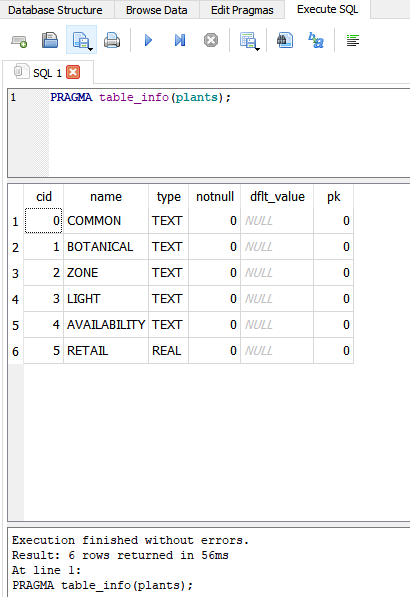 Database Structure Browse Data Edit Pragmas Execute SQL
SQL 1
1 PRAGMA table_info(plants);
cid name type notnull dflt_value pk
1 0 COMMON TEXT 0 NULL 0
2 1 BOTANICAL TEXT 0 NULL 0
3 2 ZONE TEXT 0 NULL 0
4 3 LIGHT TEXT 0 NULL 0
5 4 AVAILABILITY TEXT 0 NULL 0
6 5 RETAIL REAL 0 NULL 0
Execution finished without errors.
Result: 6 rows returned in 56ms
At line 1:
PRAGMA table_info(plants);